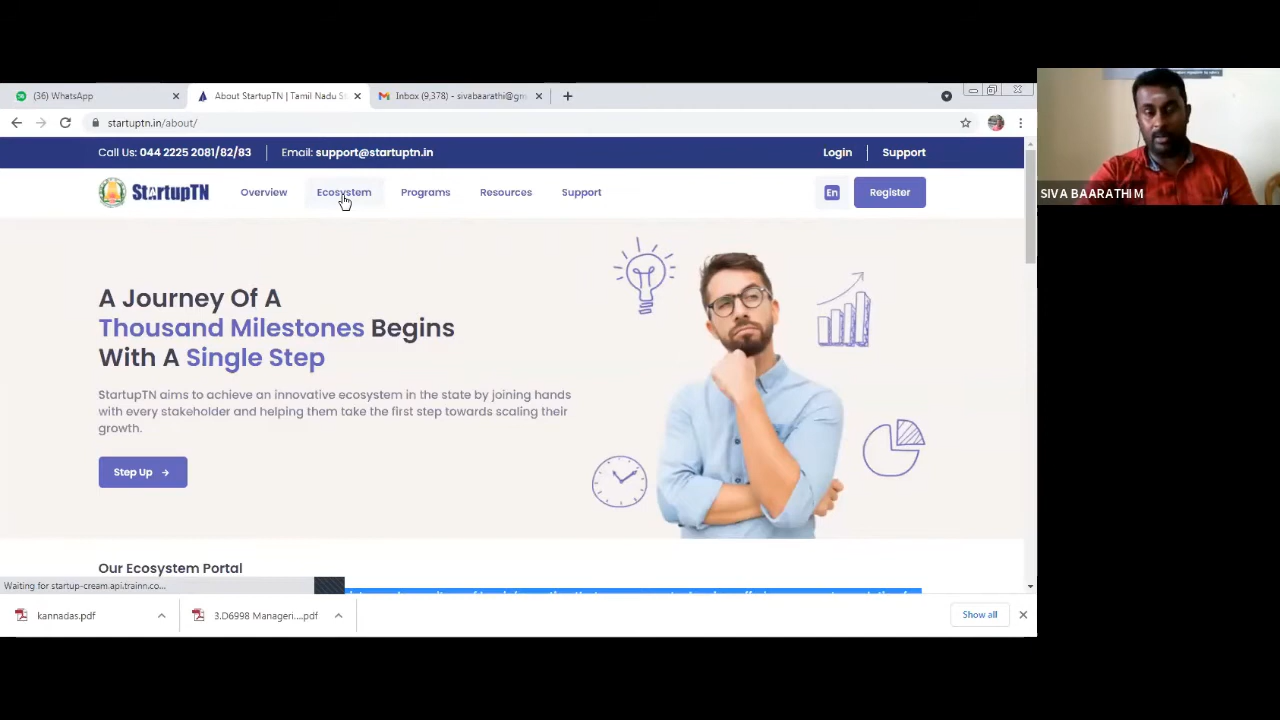 (36) WhatsApp
About StartupTN | Tamil Nadu St
Inbox (9,378) - sivabaarathi@gm
startuptn.in/about/
Call Us: 044 2225 2081/82/83
Email: support@startuptn.in
Login
Support
StartupTN
Overview
Ecosystem
Programs
Resources
Support
En
Register
SIVA BAARATHI M
A Journey Of A
Thousand Milestones Begins
With A Single Step
StartupTN aims to achieve an innovative ecosystem in the state by joining hands
with every stakeholder and helping them take the first step towards scaling their
growth.
Step Up
Our Ecosystem Portal
Waiting for startup-cream.api.trainn.co...
kannadas.pdf
3.D6998 Manageri....pdf
Show all